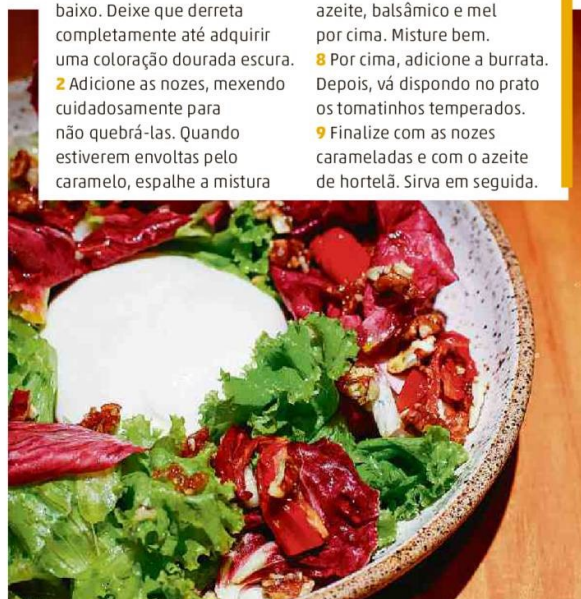 baixo. Deixe que derreta
completamente até adquirir
uma coloração dourada escura.
2 Adicione as nozes, mexendo
cuidadosamente para
não quebrá-las. Quando
estiverem envoltas pelo
caramelo, espalhe a mistura
azeite, balsâmico e mel
por cima. Misture bem.
8 Por cima, adicione a burrata.
Depois, vá dispondo no prato
os tomatinhos temperados.
9 Finalize com as nozes
carameladas e com o azeite
de hortelã. Sirva em seguida.